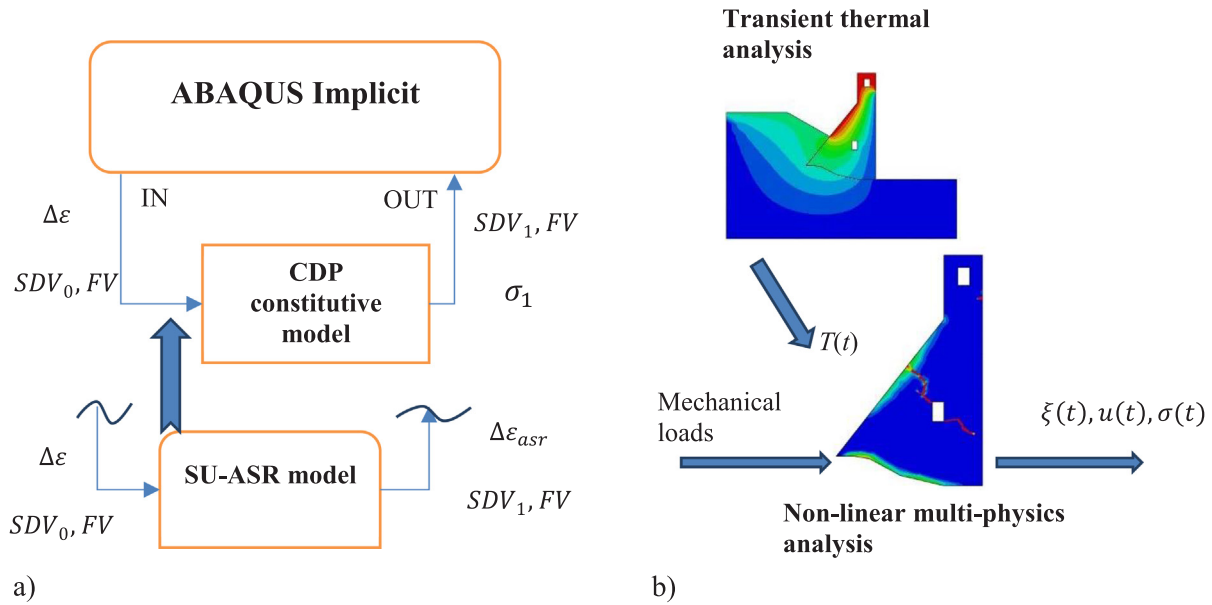 ABAQUS Implicit
IN
OUT
Δε
SDV₀, FV
SDV₁, FV
σ₁
CDP
constitutive
model
Δε
SDV₀, FV
SU-ASR model
Δε_asr
SDV₁, FV
a)
Transient thermal
analysis
T(t)
Mechanical
loads
ξ(t), u(t), σ(t)
Non-linear multi-physics
analysis
b)